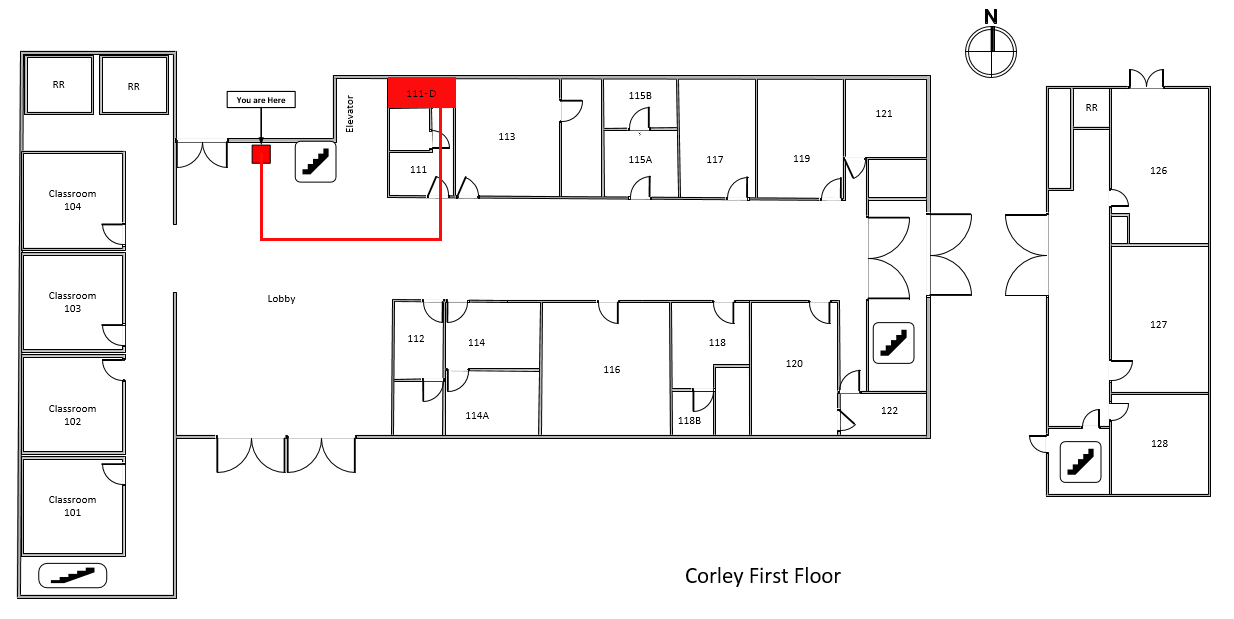 N
RR
RR
You are Here
Elevator
111-D
113
115B
115A
117
119
121
111
RR
126
Classroom
104
Classroom
103
Lobby
112
114
116
118
120
127
Classroom
102
114A
118B
122
128
Classroom
101
Corley First Floor